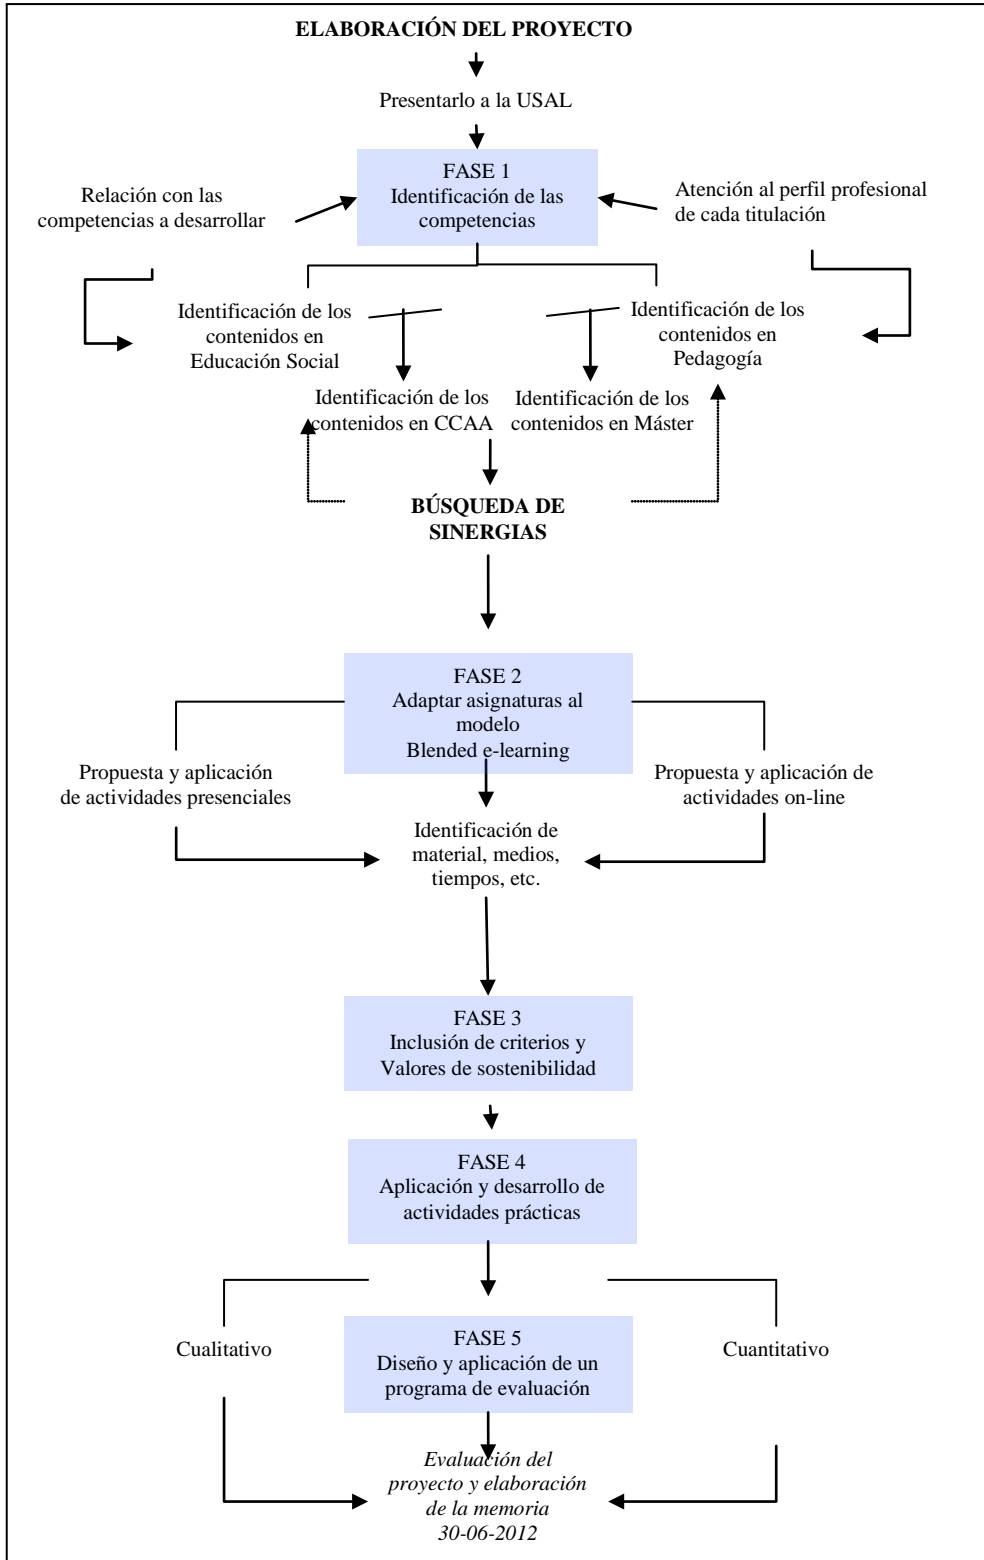 ELABORACIÓN DEL PROYECTO
Presentarlo a la USAL
FASE 1
Identificación de las
competencias
Relación con las
competencias a desarrollar
Atención al perfil profesional
de cada titulación
Identificación de los
contenidos en
Educación Social
Identificación de los
contenidos en
Pedagogía
Identificación de los
contenidos en CCAA
Identificación de los
contenidos en Máster
BÚSQUEDA DE
SINERGIAS
FASE 2
Adaptar asignaturas al
modelo
Blended e-learning
Propuesta y aplicación
de actividades presenciales
Propuesta y aplicación de
actividades on-line
Identificación de
material, medios,
tiempos, etc.
FASE 3
Inclusión de criterios y
Valores de sostenibilidad
FASE 4
Aplicación y desarrollo de
actividades prácticas
Cualitativo
FASE 5
Diseño y aplicación de un
programa de evaluación
Cuantitativo
Evaluación del
proyecto y elaboración
de la memoria
30-06-2012